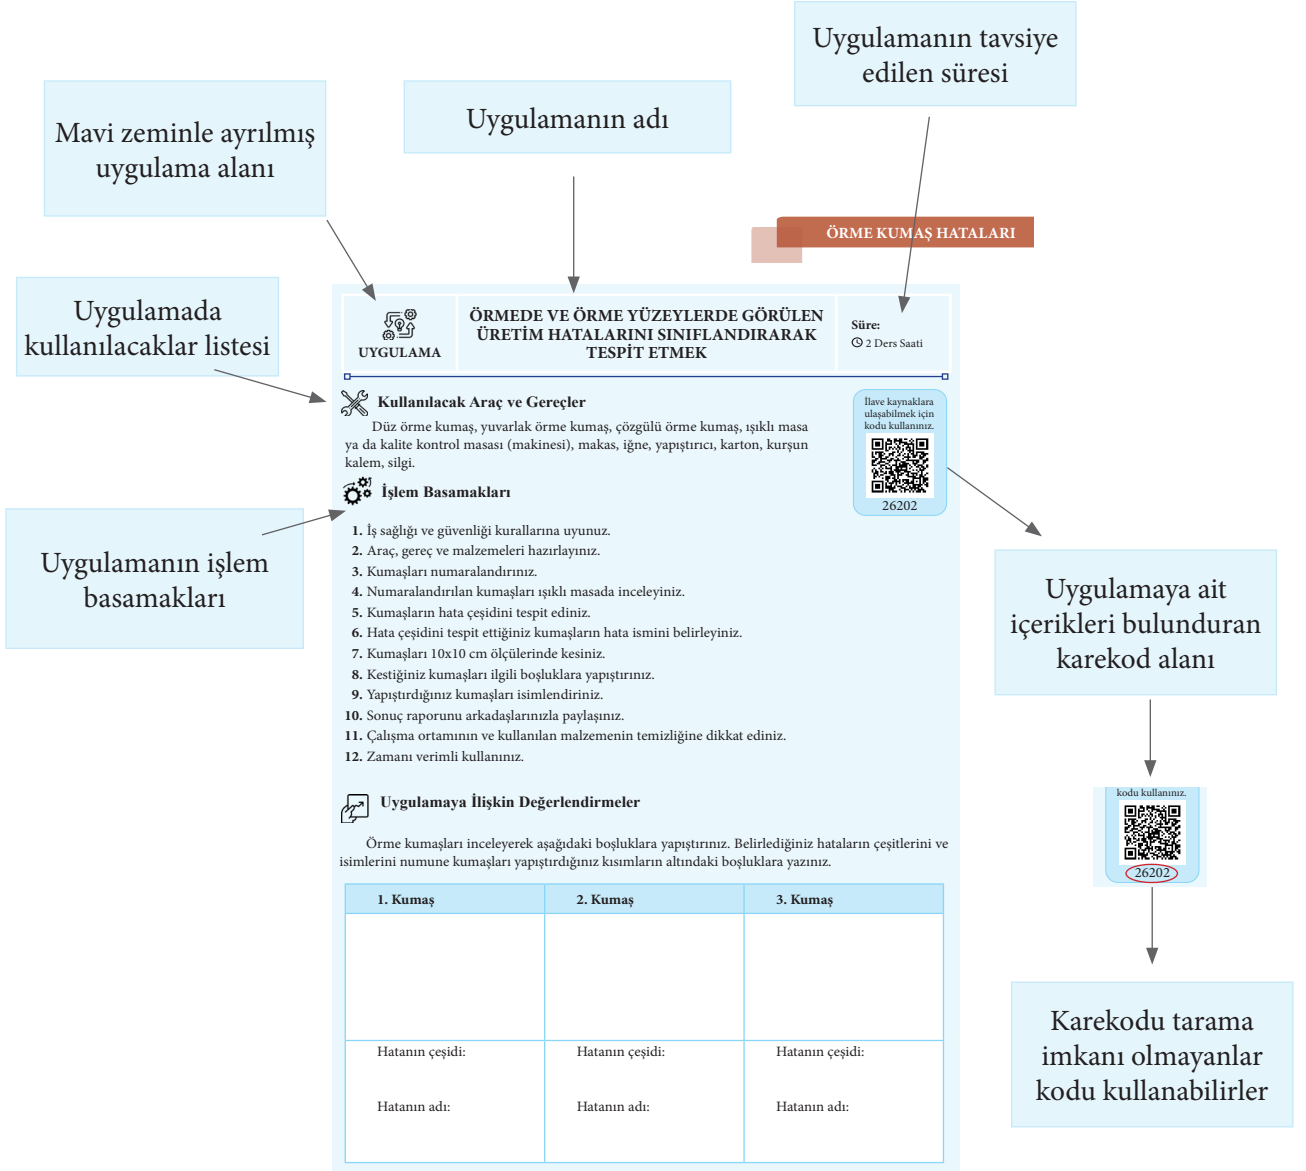 Uygulamanın tavsiye
edilen süresi
Uygulamanın adı
Mavi zeminle ayrılmış
uygulama alanı
ÖRME KUMAŞ HATALARI
Uygulamada
kullanılacaklar listesi
UYGULAMA
ÖRMEDE VE ÖRME YÜZEYLERDE GÖRÜLEN
ÜRETİM HATALARINI SINIFLANDIRARAK
TESPİT ETMEK
Süre:
2 Ders Saati
Kullanılacak Araç ve Gereçler
Düz örme kumaş, yuvarlak örme kumaş, çözgülü örme kumaş, ışıklı masa
ya da kalite kontrol masası (makinesi), makas, iğne, yapıştırıcı, karton, kurşun
kalem, silgi.
İlave kaynaklara
ulaşabilmek için
kodu kullanınız.
26202
İşlem Basamakları
Uygulamanın işlem
basamakları
1. İş sağlığı ve güvenliği kurallarına uyunuz.
2. Araç, gereç ve malzemeleri hazırlayınız.
3. Kumaşları numaralandırınız.
4. Numaralandırılan kumaşları ışıklı masada inceleyiniz.
5. Kumaşların hata çeşidini tespit ediniz.
6. Hata çeşidini tespit ettiğiniz kumaşların hata ismini belirleyiniz.
7. Kumaşları 10x10 cm ölçülerinde kesiniz.
8. Kestiğiniz kumaşları ilgili boşluklara yapıştırınız.
9. Yapıştırdığınız kumaşları isimlendiriniz.
10. Sonuç raporunu arkadaşlarınızla paylaşınız.
11. Çalışma ortamının ve kullanılan malzemenin temizliğine dikkat ediniz.
12. Zamanı verimli kullanınız.
Uygulamaya ait
içerikleri bulunduran
karekod alanı
kodu kullanınız.
26202
Uygulamaya İlişkin Değerlendirmeler
Örme kumaşları inceleyerek aşağıdaki boşluklara yapıştırınız. Belirlediğiniz hataların çeşitlerini ve
isimlerini numune kumaşları yapıştırdığınız kısımların altındaki boşluklara yazınız.
1. Kumaş
2. Kumaş
3. Kumaş
Hatanın çeşidi:
Hatanın çeşidi:
Hatanın çeşidi:
Hatanın adı:
Hatanın adı:
Hatanın adı:
Karekodu tarama
imkanı olmayanlar
kodu kullanabilirler